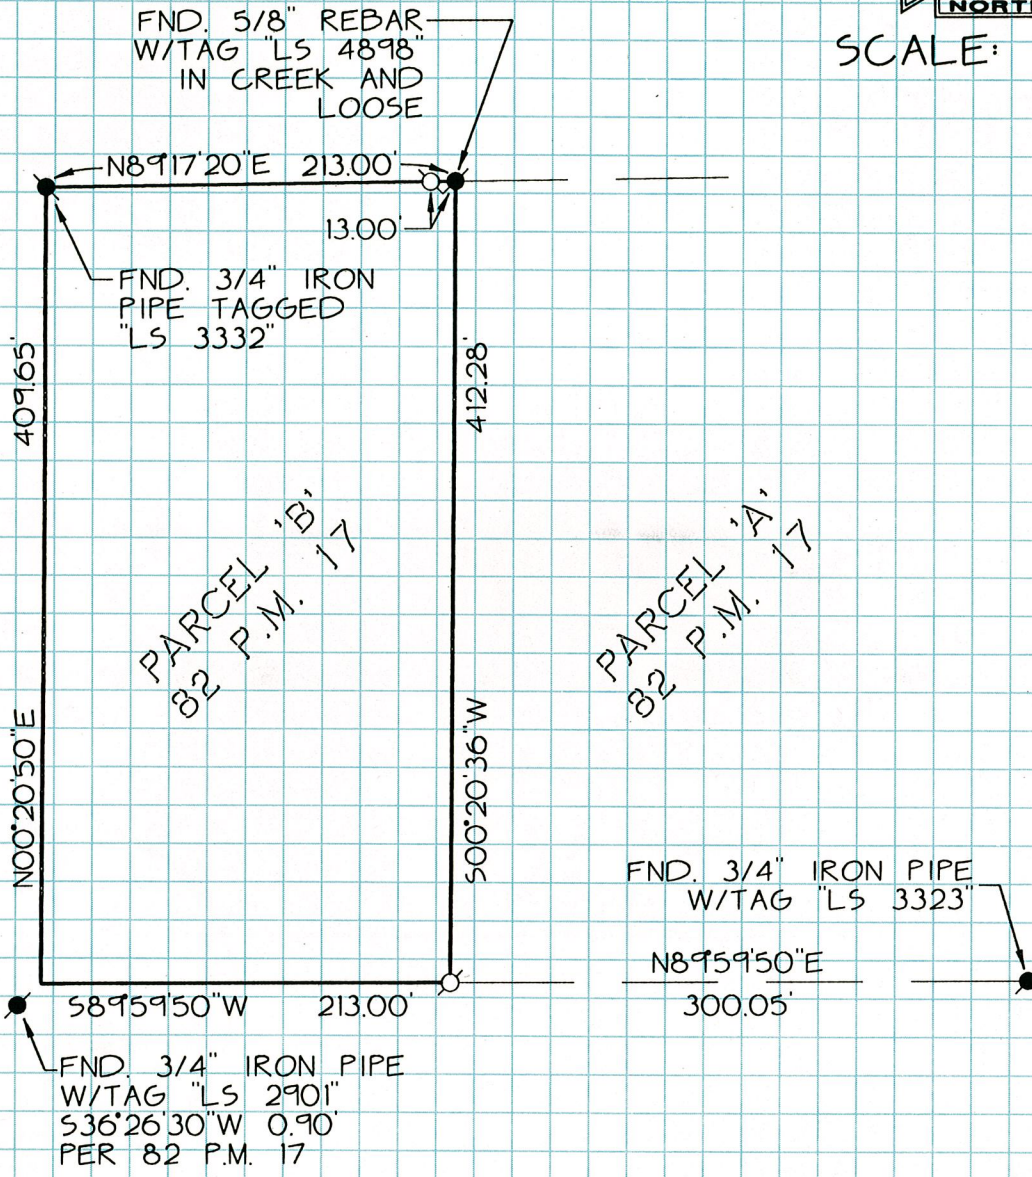 NORTH
SCALE:
FND. 5/8" REBAR
W/TAG "LS 4898"
IN CREEK AND
LOOSE
N89°17'20"E 213.00'
13.00'
FND. 3/4" IRON
PIPE TAGGED
"LS 3332"
409.65'
412.28'
PARCEL 'B'
82 P.M. 17
PARCEL 'A'
82 P.M. 17
N00°20'50"E
S00°20'36"W
FND. 3/4" IRON PIPE
W/TAG "LS 3323"
N89°59'50"E
300.05'
S89°59'50"W 213.00'
FND. 3/4" IRON PIPE
W/TAG "LS 2901"
S36°26'30"W 0.90'
PER 82 P.M. 17